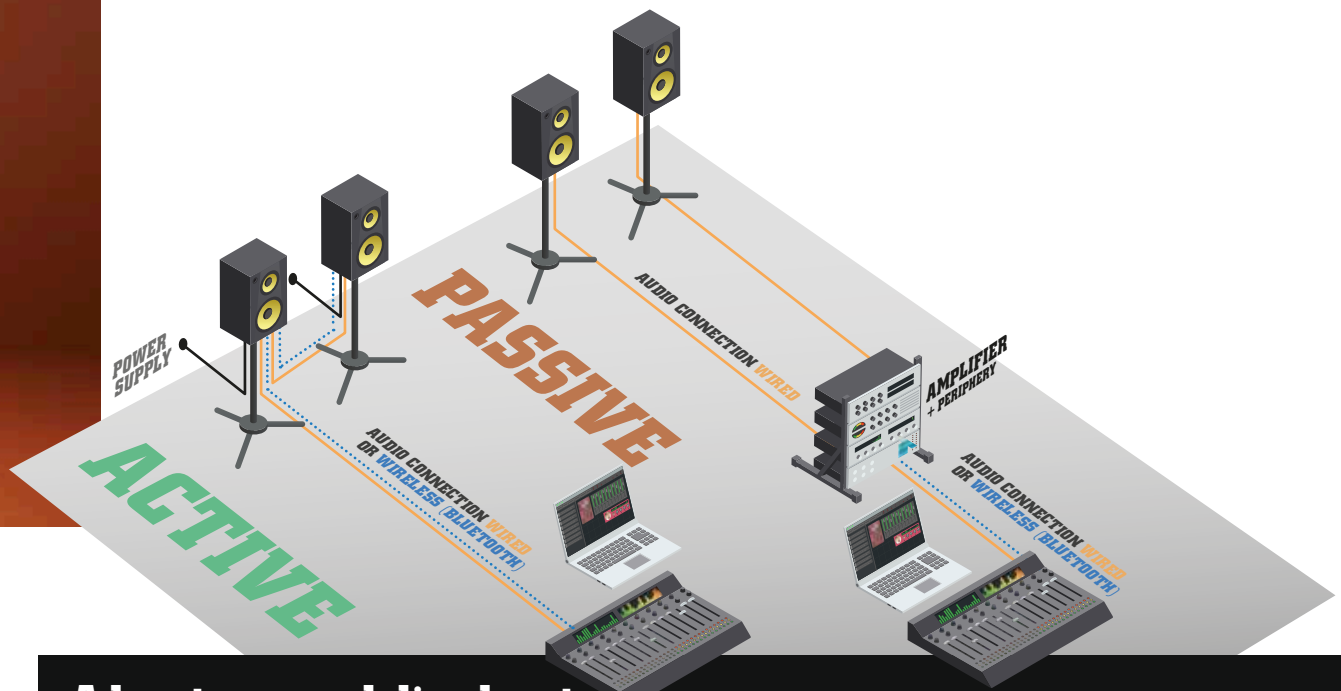 POWER
SUPPLY
ACTIVE
AUDIO CONNECTION WIRED
OR WIRELESS (BLUETOOTH)
PASSIVE
AUDIO CONNECTION WIRED
AMPLIFIER
+ PERIPHERY
AUDIO CONNECTION WIRED
OR WIRELESS (BLUETOOTH)